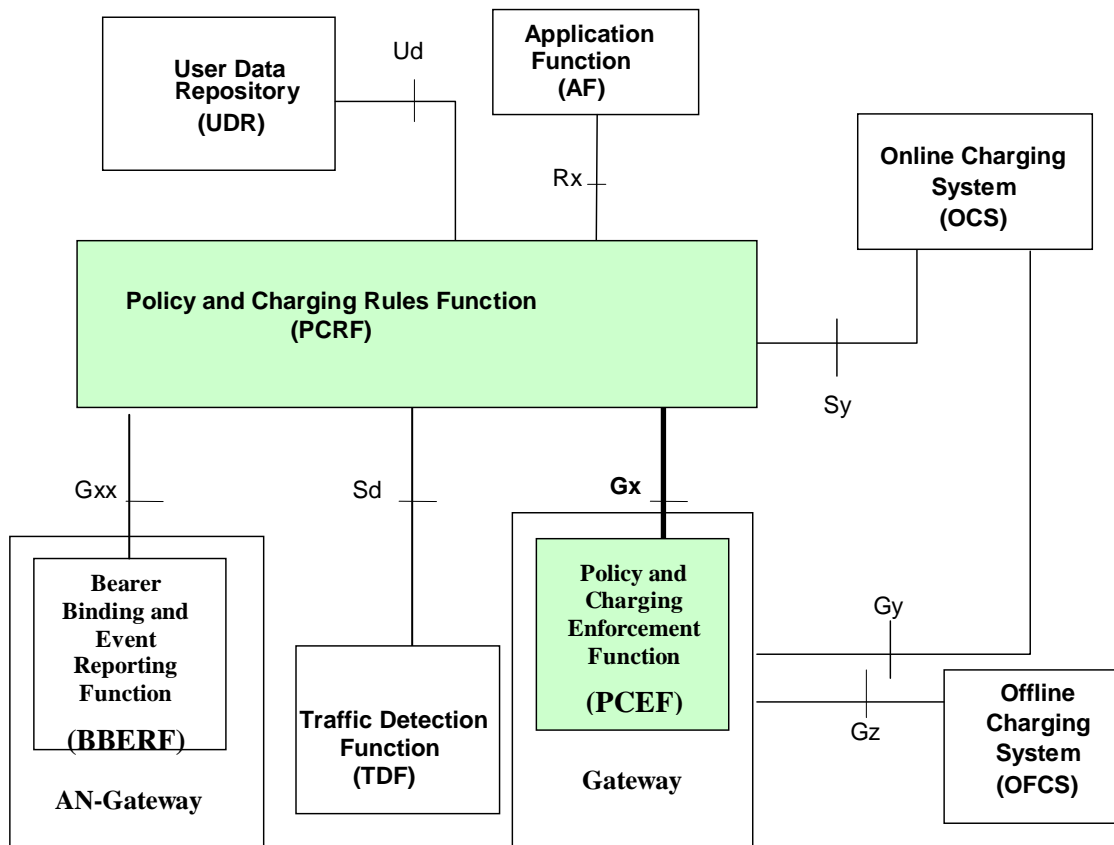 Ud
User Data
Repository
(UDR)
Application
Function
(AF)
Rx
Online Charging
System
(OCS)
Policy and Charging Rules Function
(PCRF)
Sy
Gxx
Sd
Gx
Bearer
Binding and
Event
Reporting
Function
(BBERF)
AN-Gateway
Traffic Detection
Function
(TDF)
Policy and
Charging
Enforcement
Function
(PCEF)
Gateway
Gy
Gz
Offline
Charging
System
(OFCS)